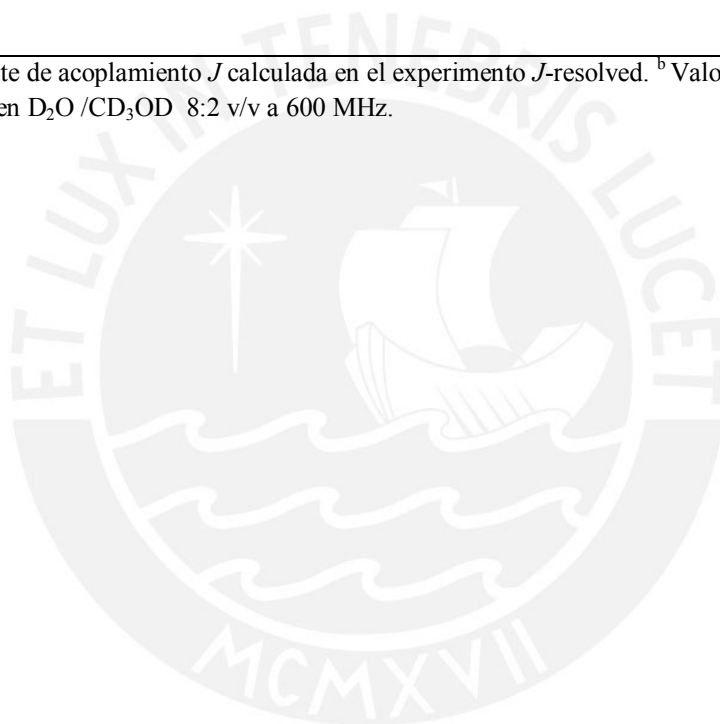 te de acoplamiento J calculada en el experimento J-resolved. ᵇ Valo
en D₂O /CD₃OD 8:2 v/v a 600 MHz.
ET LUX IN TENEBRIS LUCET
MCMXVII